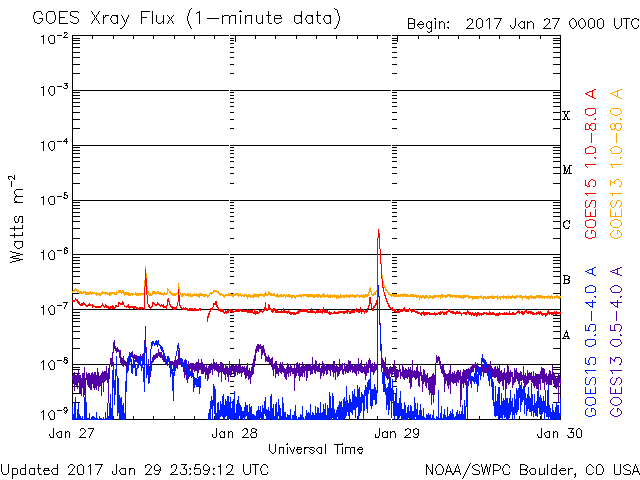 GOES Xray Flux (1-minute data)
Begin: 2017 Jan 27 0000 UTC
10-2
10-3
10-4
10-5
10-6
10-7
10-8
10-9
Watts m-2
X
M
C
B
A
GOES15 1.0-8.0 A
GOES13 1.0-8.0 A
GOES15 0.5-4.0 A
GOES13 0.5-4.0 A
Jan 27
Jan 28
Jan 29
Jan 30
Universal Time
Updated 2017 Jan 29 23:59:12 UTC
NOAA/SWPC Boulder, CO USA